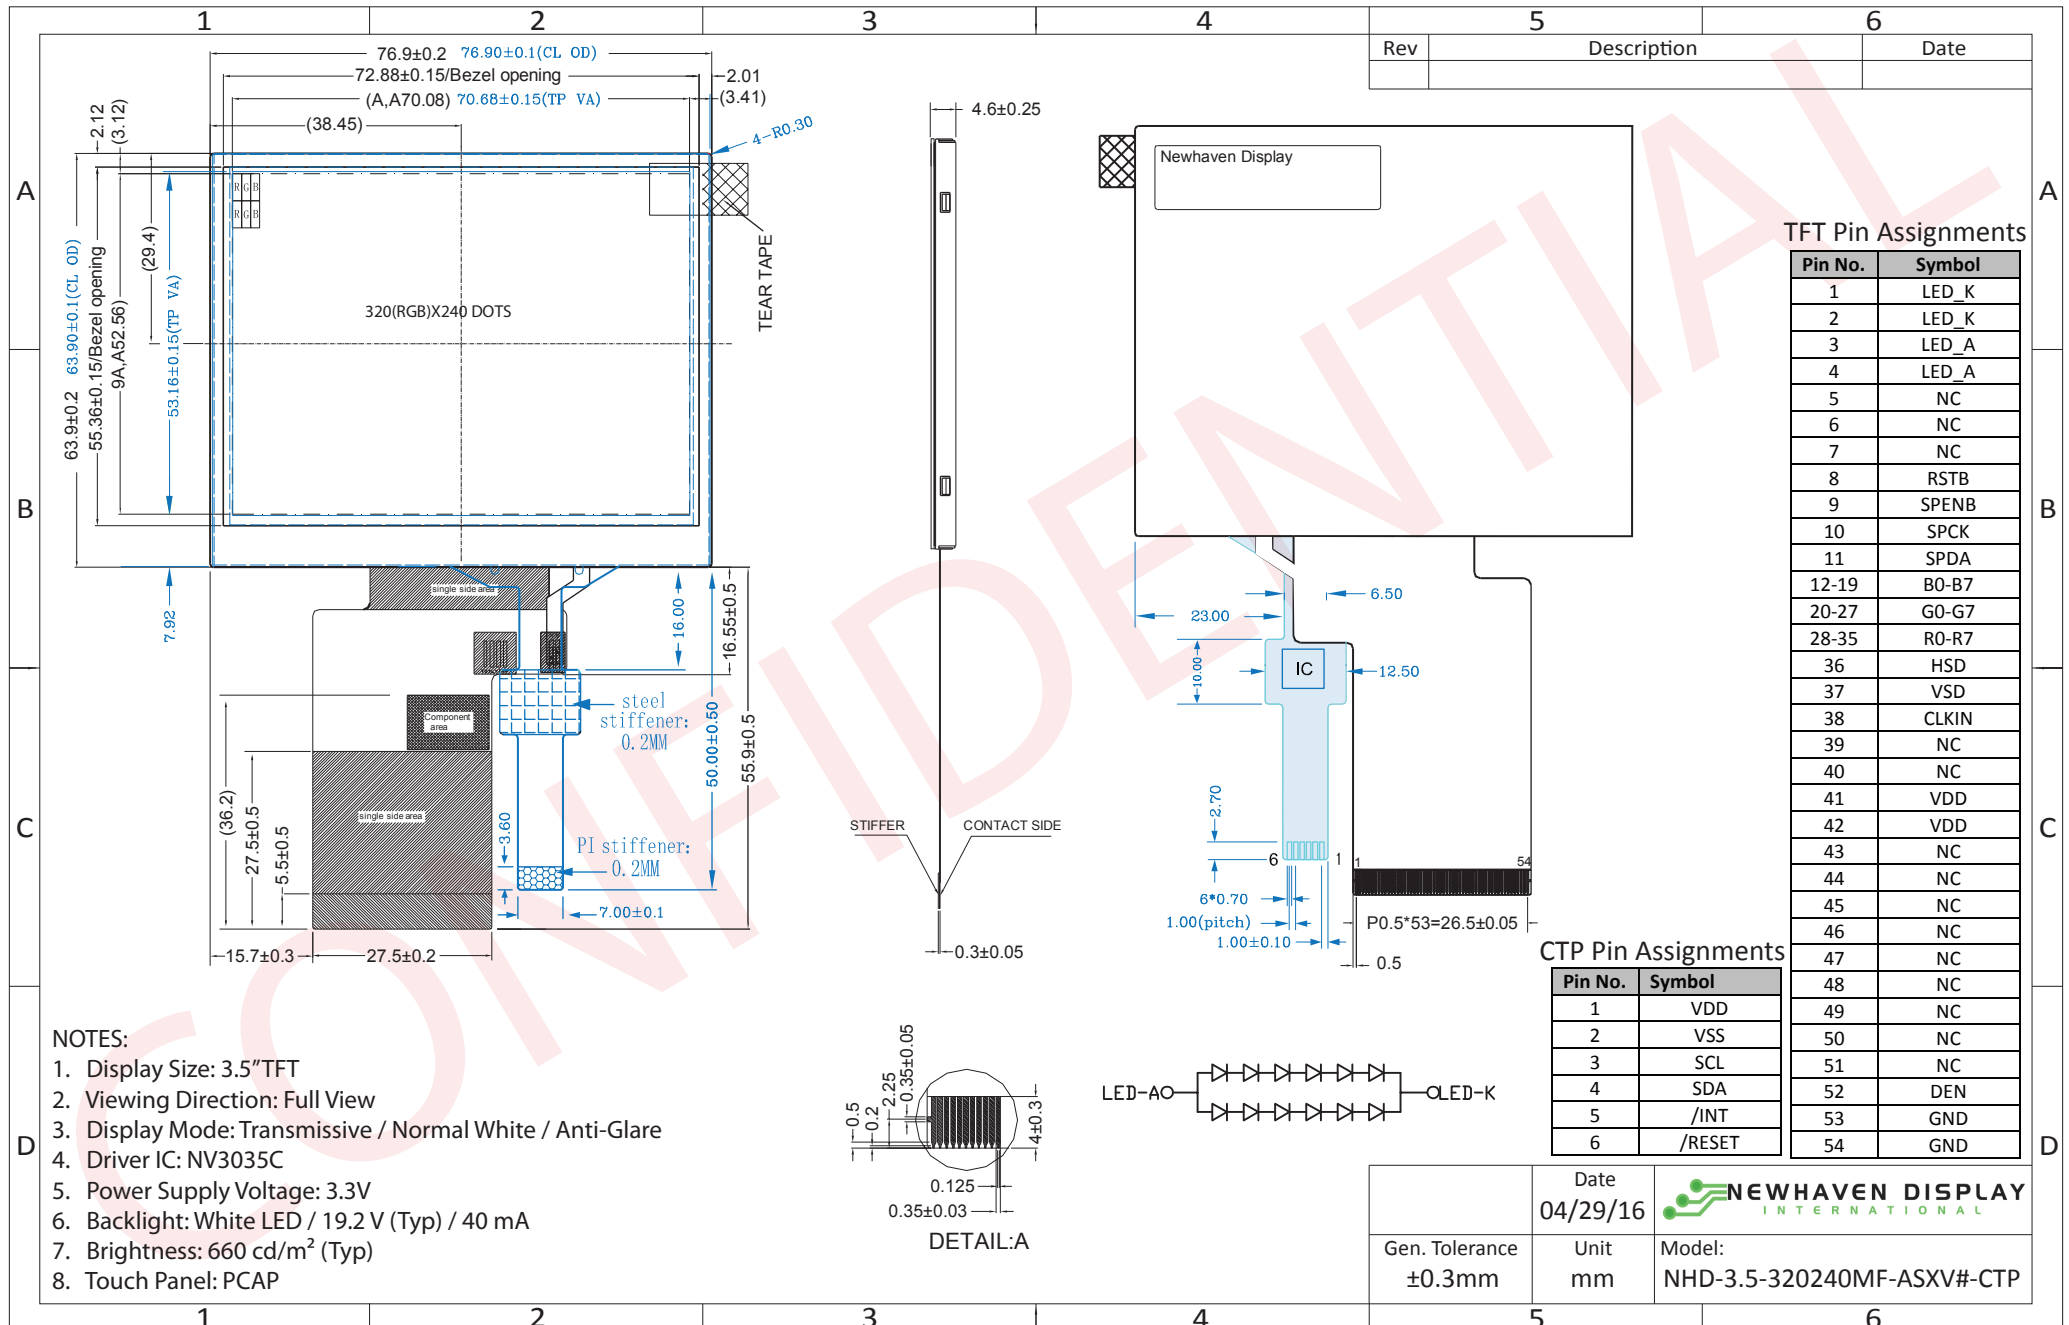 1 2 3 4 5 6
Rev Description Date
76.9±0.2 76.90±0.1(CL OD)
72.88±0.15/Bezel opening
2.01
(A,A70.08) 70.68±0.15(TP VA)
(3.41)
(38.45)
4-R0.30
2.12
(3.12)
63.9±0.2 63.90±0.1(CL OD)
55.36±0.15/Bezel opening
9A,A52.56)
(29.4)
53.16±0.15(TP VA)
R G B
R G B
320(RGB)X240 DOTS
TEAR TAPE
A
B
C
D
7.92
single side area
16.00
16.55±0.5
steel
stiffener:
0.2MM
Component
area
single side area
(36.2)
27.5±0.5
5.5±0.5
3.60
PI stiffener:
0.2MM
50.00±0.50
55.9±0.5
7.00±0.1
15.7±0.3
27.5±0.2
4.6±0.25
STIFFER
CONTACT SIDE
0.3±0.05
Newhaven Display
6.50
23.00
10.00
IC
12.50
2.70
6 1
1 54
6*0.70
1.00(pitch)
1.00±0.10
P0.5*53=26.5±0.05
0.5
A
B
C
D
TFT Pin Assignments
Pin No. Symbol
1 LED_K
2 LED_K
3 LED_A
4 LED_A
5 NC
6 NC
7 NC
8 RSTB
9 SPENB
10 SPCK
11 SPDA
12-19 B0-B7
20-27 G0-G7
28-35 R0-R7
36 HSD
37 VSD
38 CLKIN
39 NC
40 NC
41 VDD
42 VDD
43 NC
44 NC
45 NC
46 NC
47 NC
48 NC
49 NC
50 NC
51 NC
52 DEN
53 GND
54 GND
CTP Pin Assignments
Pin No. Symbol
1 VDD
2 VSS
3 SCL
4 SDA
5 /INT
6 /RESET
NOTES:
1. Display Size: 3.5”TFT
2. Viewing Direction: Full View
3. Display Mode: Transmissive / Normal White / Anti-Glare
4. Driver IC: NV3035C
5. Power Supply Voltage: 3.3V
6. Backlight: White LED / 19.2 V (Typ) / 40 mA
7. Brightness: 660 cd/m² (Typ)
8. Touch Panel: PCAP
0.5
0.2
2.25
0.35±0.05
4±0.3
0.125
0.35±0.03
DETAIL:A
LED-A
LED-K
Date
04/29/16
NEWHAVEN DISPLAY
INTERNATIONAL
Gen. Tolerance
±0.3mm
Unit
mm
Model:
NHD-3.5-320240MF-ASXV#-CTP
1 2 3 4 5 6
CONFIDENTIAL